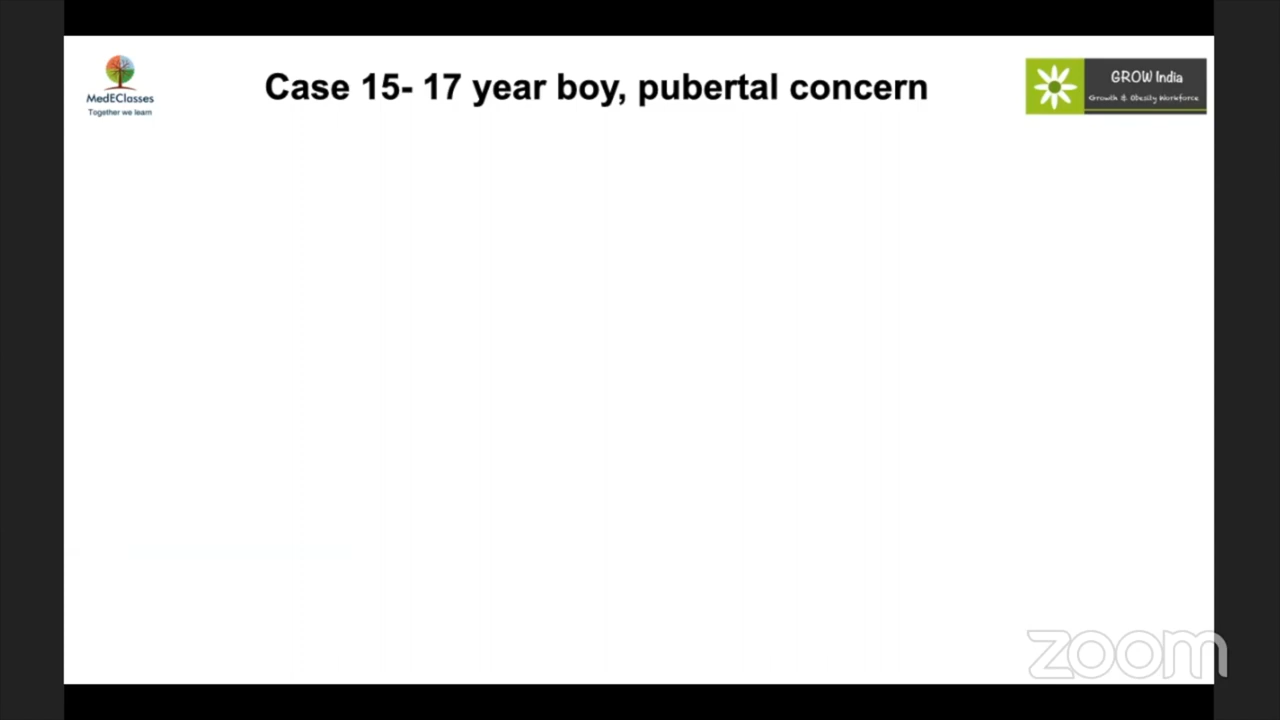 Case 15- 17 year boy, pubertal concern
MedEClasses
Together we learn
GROW India
Growth & Obesity Workforce
zoom